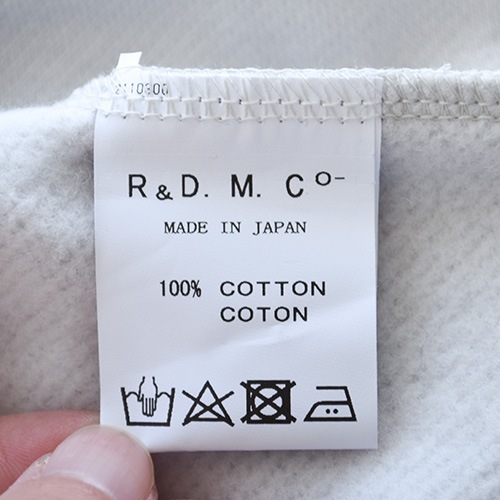 R & D. M. Co-
MADE IN JAPAN
100% COTTON
COTON